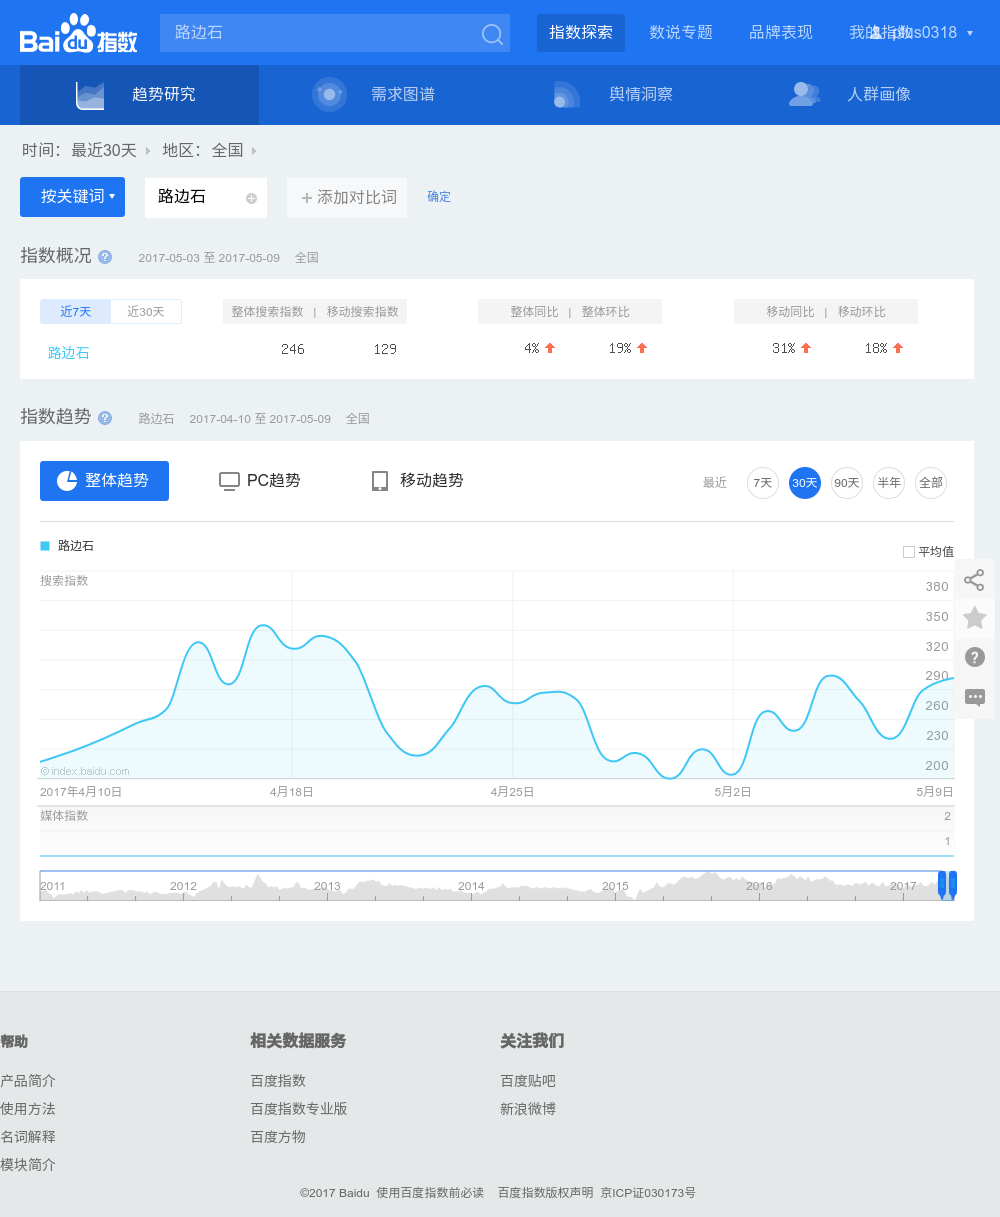 Bai du 指数
路边石
指数探索 数说专题 品牌表现 我的指数 plus0318
趋势研究 需求图谱 舆情洞察 人群画像
时间: 最近30天 地区: 全国
按关键词 路边石 +添加对比词 确定
指数概况 ? 2017-05-03 至 2017-05-09 全国
近7天 近30天 整体搜索指数 | 移动搜索指数 整体同比 | 整体环比 移动同比 | 移动环比
路边石 246 129 4% 19% 31% 18%
指数趋势 ? 路边石 2017-04-10 至 2017-05-09 全国
整体趋势 PC趋势 移动趋势 最近 7天 30天 90天 半年 全部
路边石
平均值
搜索指数
380
350
320
290
260
230
200
©index.baidu.com
2017年4月10日 4月18日 4月25日 5月2日 5月9日
媒体指数 2
1
2011 2012 2013 2014 2015 2016 2017
帮助 相关数据服务 关注我们
产品简介 百度指数 百度贴吧
使用方法 百度指数专业版 新浪微博
名词解释 百度方物
模块简介
©2017 Baidu 使用百度指数前必读 百度指数版权声明 京ICP证030173号